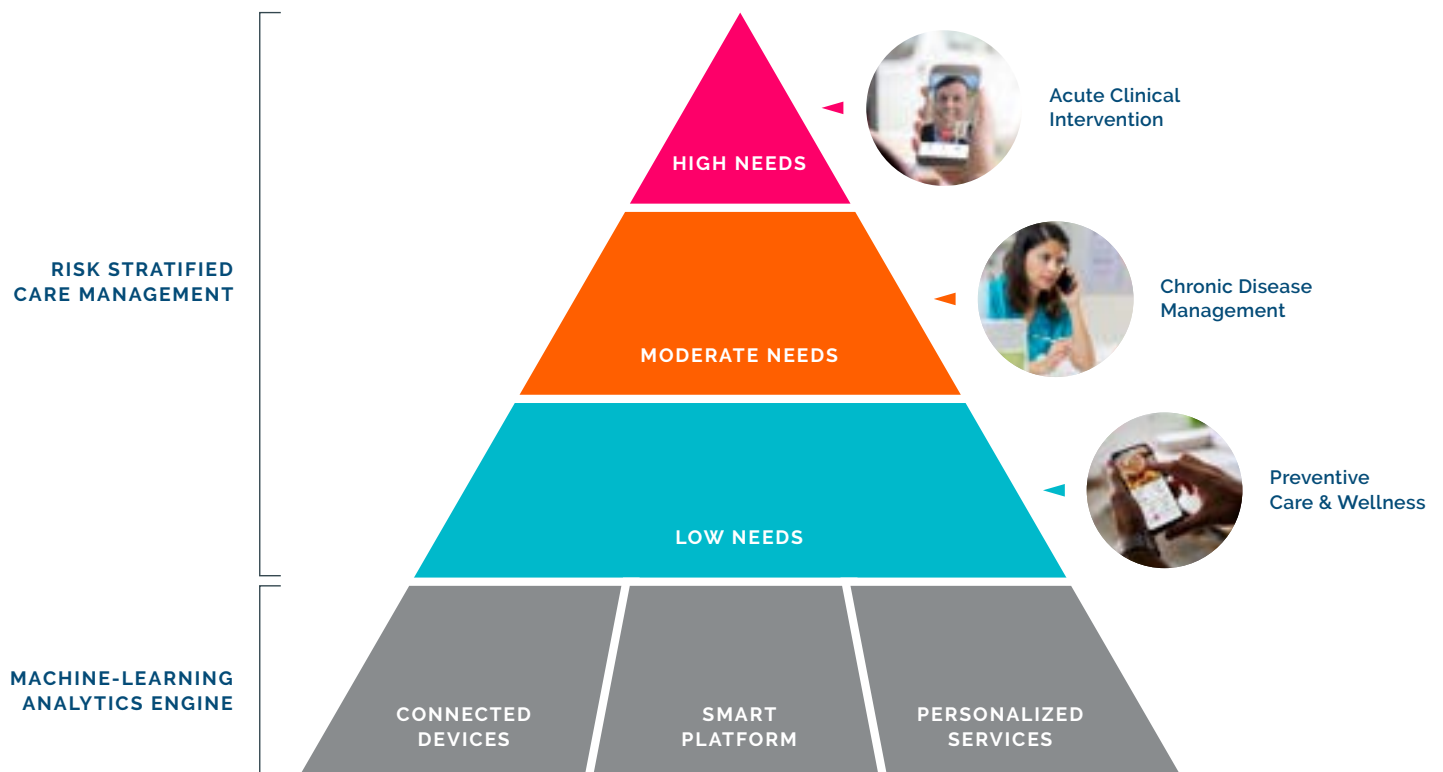 Acute Clinical
Intervention
HIGH NEEDS
RISK STRATIFIED
CARE MANAGEMENT
Chronic Disease
Management
MODERATE NEEDS
Preventive
Care & Wellness
LOW NEEDS
MACHINE-LEARNING
ANALYTICS ENGINE
CONNECTED
DEVICES
SMART
PLATFORM
PERSONALIZED
SERVICES